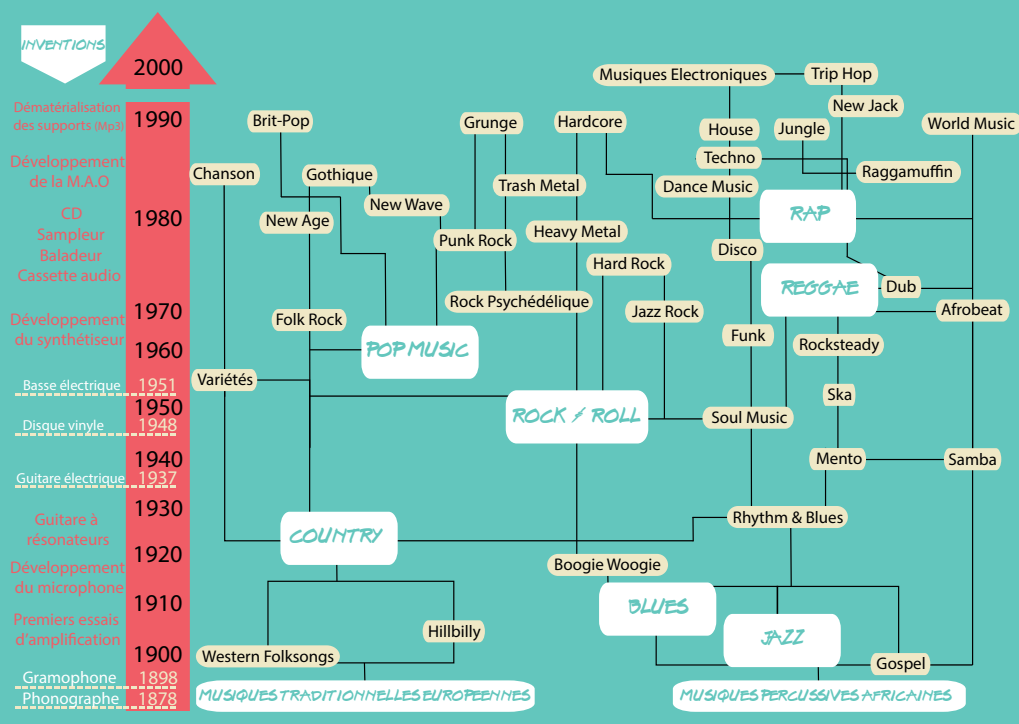 INVENTIONS
2000
Dématérialisation
des supports (Mp3)
1990
Développement
de la M.A.O
CD
1980
Sampleur
Baladeur
Cassette audio
1970
Développement
du synthétiseur
1960
Basse électrique 1951
1950
Disque vinyle 1948
1940
Guitare électrique 1937
1930
Guitare à
résonateurs
1920
Développement
du microphone
1910
Premiers essais
d'amplification
1900
Gramophone 1898
Phonographe 1878
Musiques Electroniques
Trip Hop
New Jack
Brit-Pop
Grunge
Hardcore
House
Jungle
World Music
Techno
Chanson
Gothique
Trash Metal
Dance Music
Raggamuffin
New Wave
RAP
New Age
Punk Rock
Heavy Metal
Disco
Hard Rock
REGGAE
Dub
Rock Psychédélique
Jazz Rock
Afrobeat
Folk Rock
Funk
Rocksteady
POP MUSIC
Variétés
Ska
ROCK & ROLL
Soul Music
Mento
Samba
Rhythm & Blues
COUNTRY
Boogie Woogie
BLUES
Hillbilly
JAZZ
Western Folksongs
Gospel
MUSIQUES TRADITIONNELLES EUROPEENNES
MUSIQUES PERCUSSIVES AFRICAINES